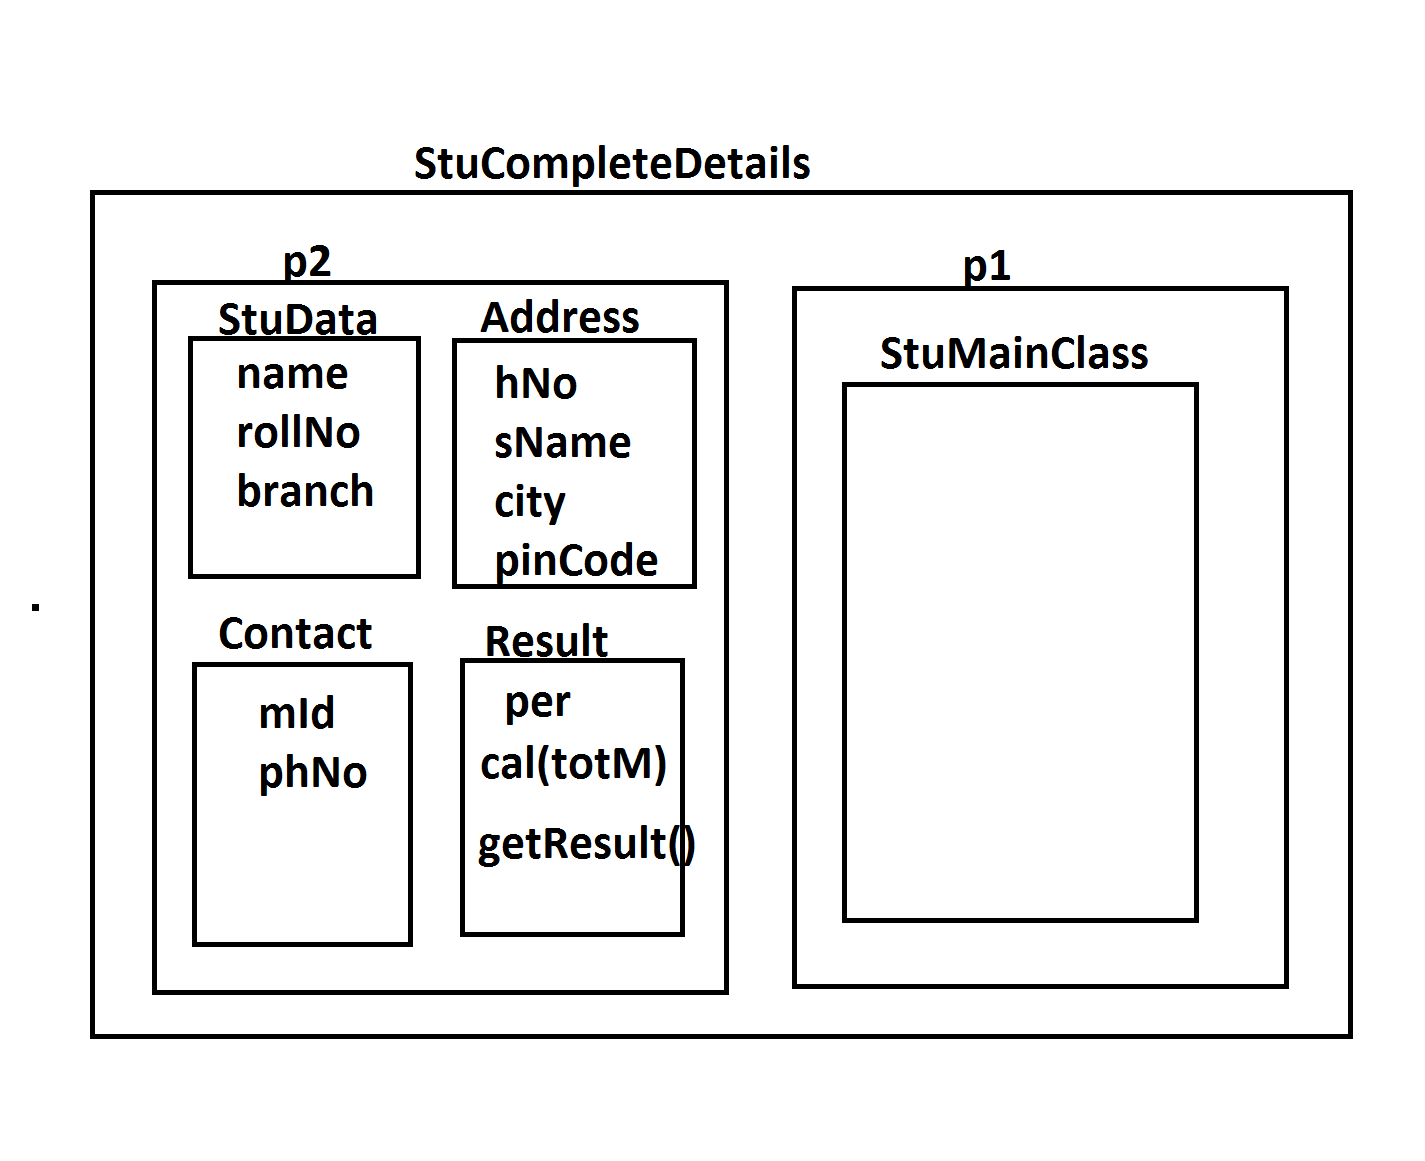 StuCompleteDetails
p2
StuData
name
rollNo
branch
Address
hNo
sName
city
pinCode
Contact
mId
phNo
Result
per
cal(totM)
getResult()
p1
StuMainClass